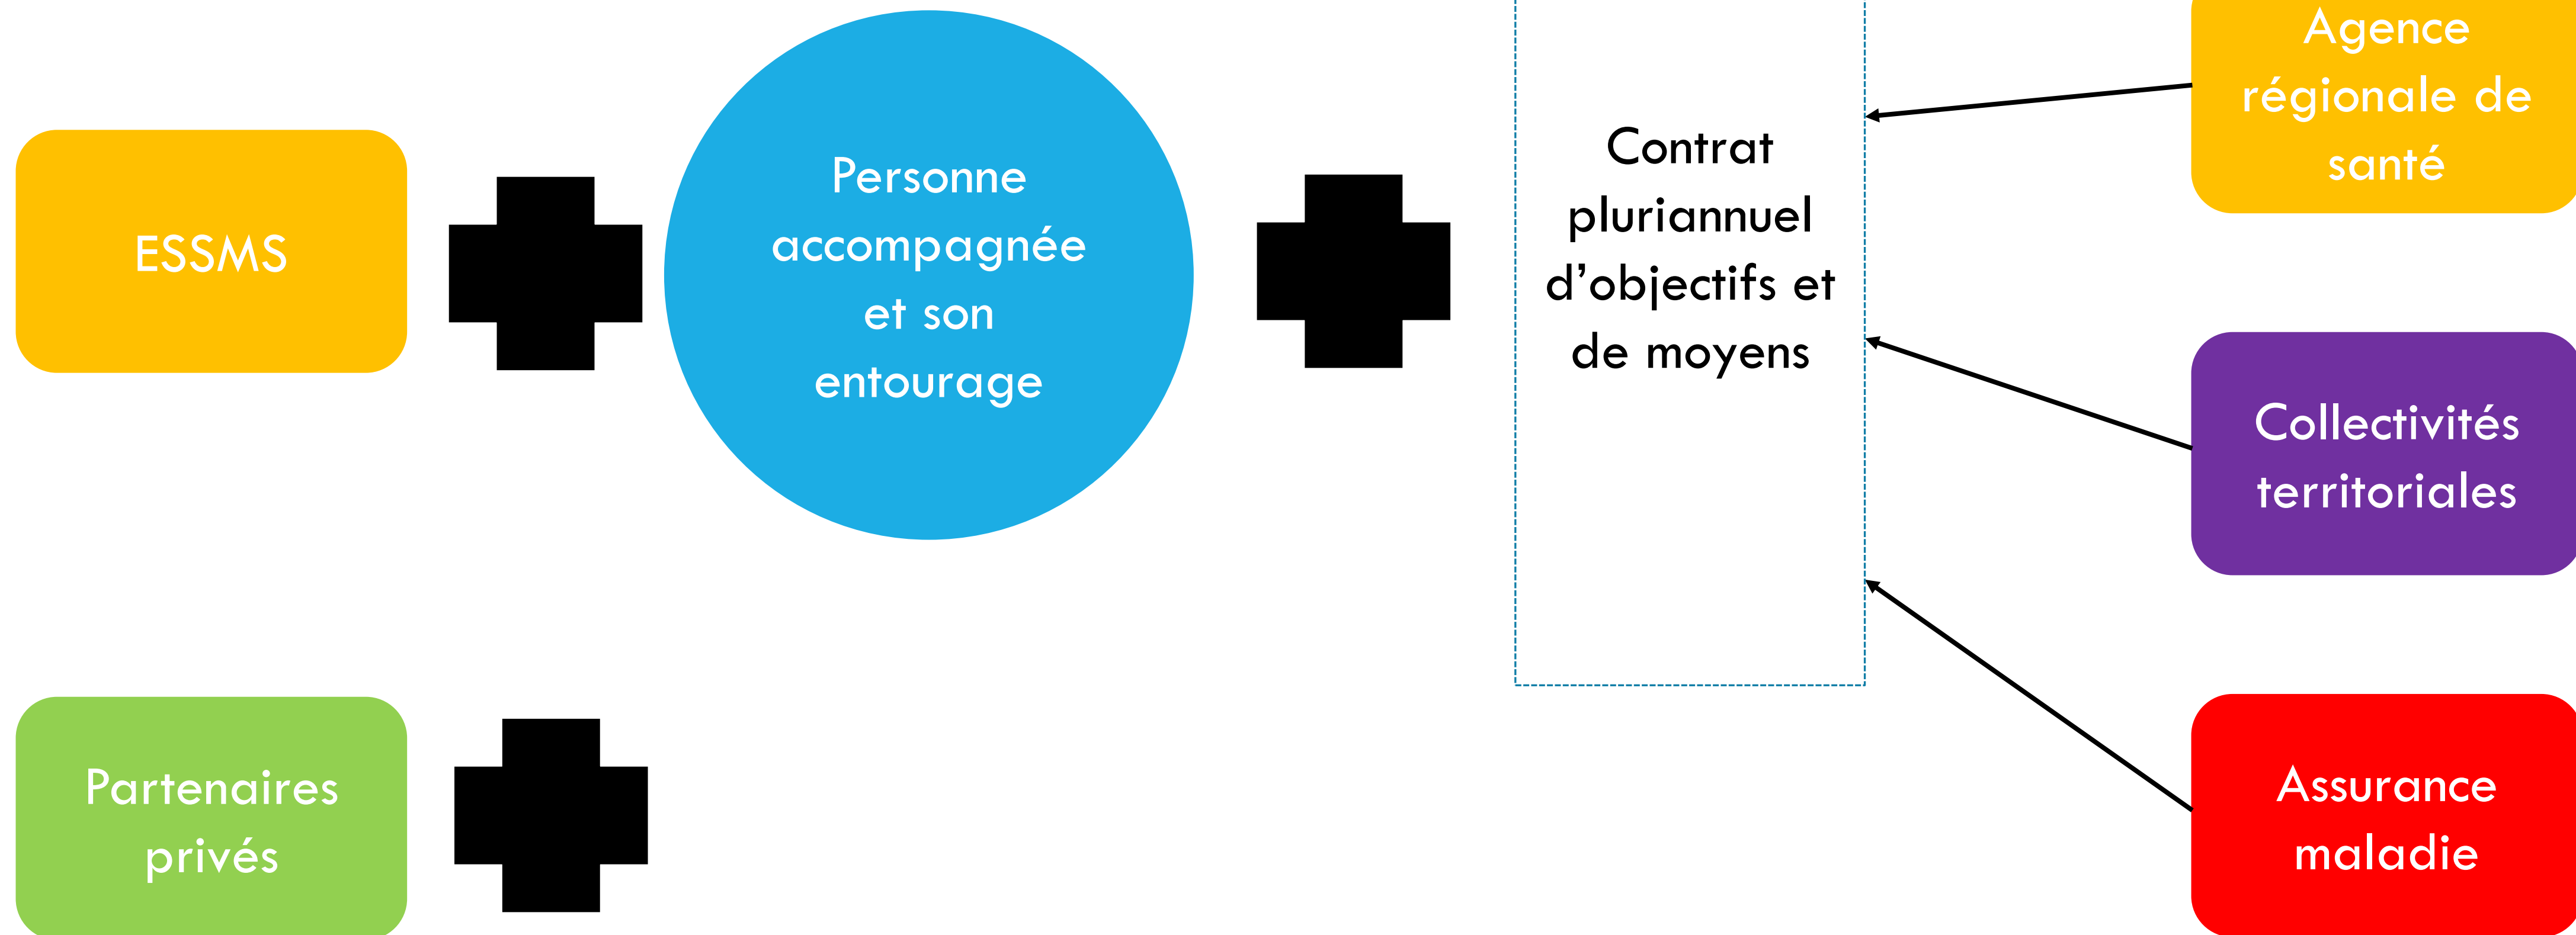 ESSMS
Personne
accompagnée
et son
entourage
Contrat
pluriannuel
d’objectifs et
de moyens
Agence
régionale de
santé
Collectivités
territoriales
Partenaires
privés
Assurance
maladie